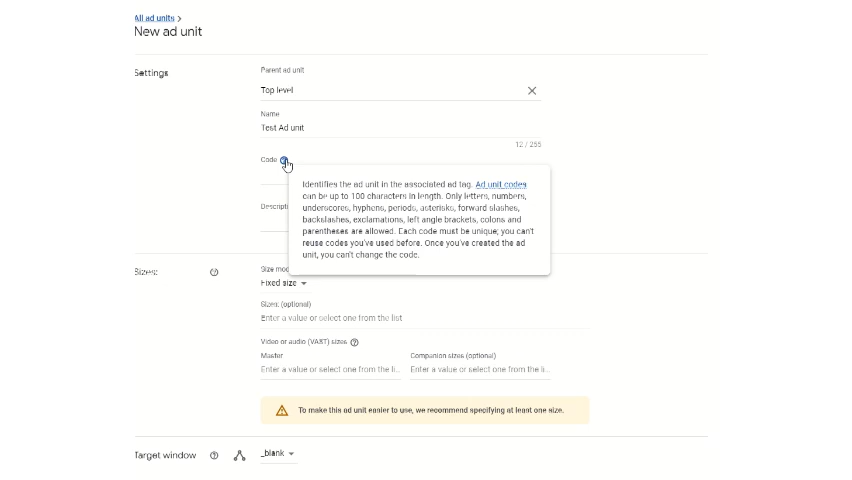 All ad units
New ad unit
Settings
Parent ad unit
Top level
Name
Test Ad unit
12 / 255
Code
Identifies the ad unit in the associated ad tag. Ad unit codes
can be up to 100 characters in length. Only letters, numbers,
underscores, hyphens, periods, asterisks, forward slashes,
backslashes, exclamations, left angle brackets, colons and
parentheses are allowed. Each code must be unique; you can't
reuse codes you've used before. Once you've created the ad
unit, you can't change the code.
Descripti
Sizes:
Size mod
Fixed size
Sizes: (optional)
Enter a value or select one from the list
Video or audio (VAST) sizes
Master
Companion sizes (optional)
Enter a value or select one from the li...
Enter a value or select one from the li...
To make this ad unit easier to use, we recommend specifying at least one size.
Target window
_blank